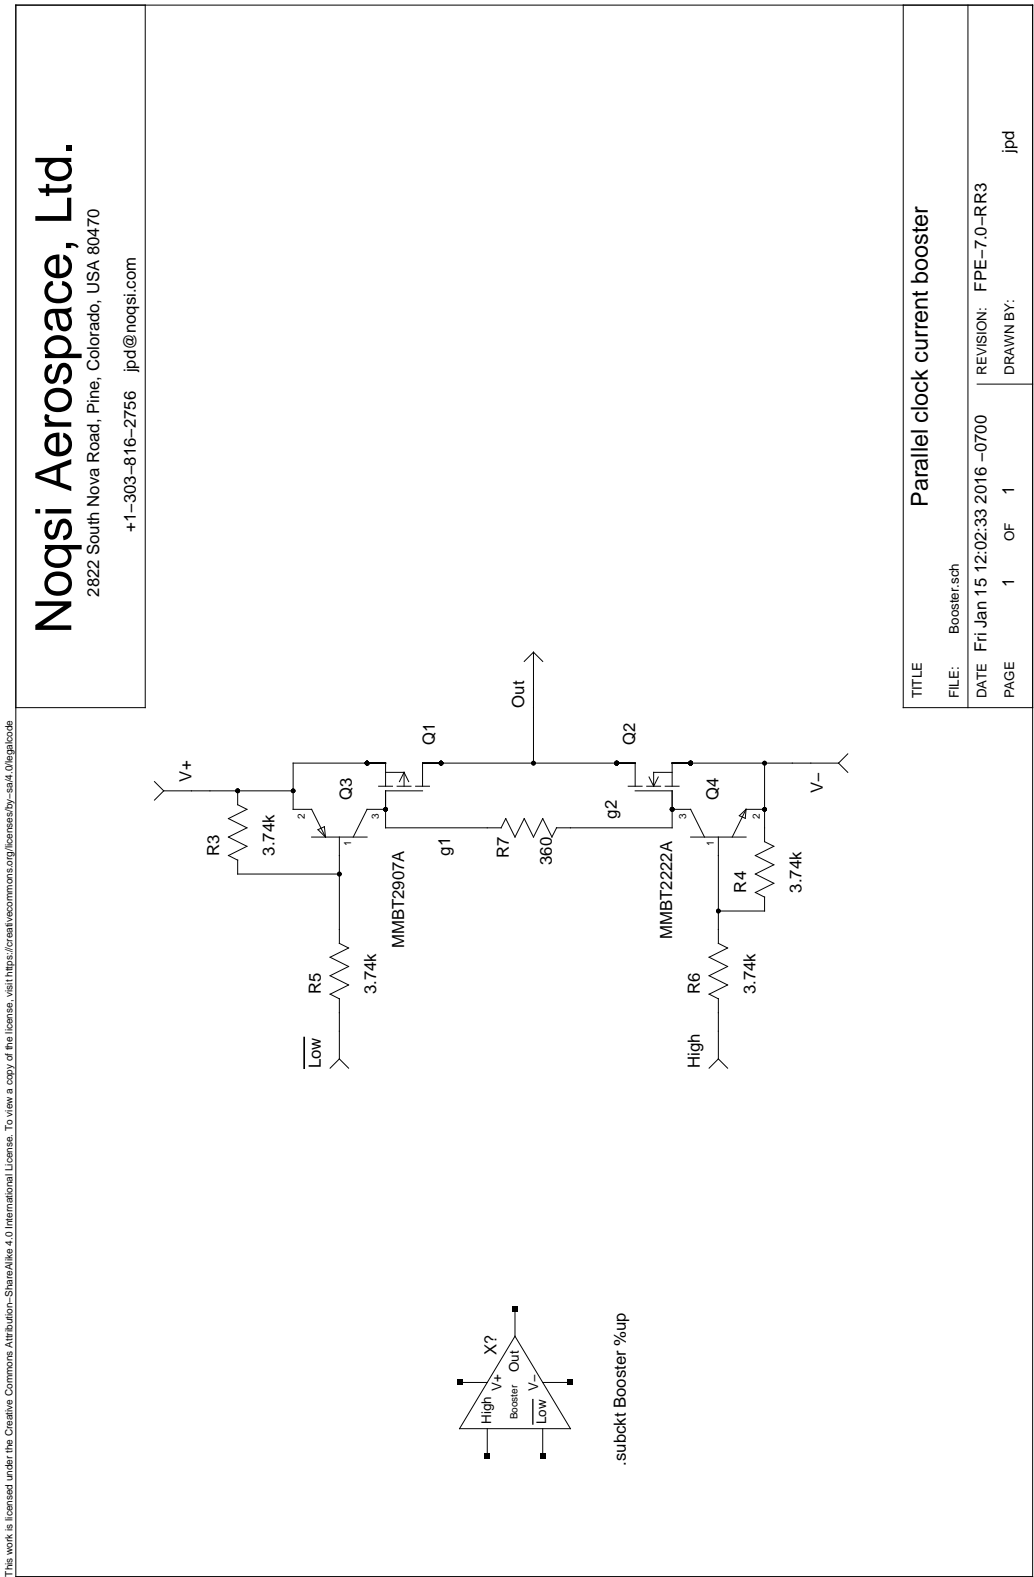 This work is licensed under the Creative Commons Attribution−ShareAlike 4.0 International License. To view a copy of the license, visit https://creativecommons.org/licenses/by−sa/4.0/legalcode
Noqsi Aerospace, Ltd.
2822 South Nova Road, Pine, Colorado, USA 80470
+1−303−816−2756 jpd@noqsi.com
V+
R3
3.74k
2
Q3
1
3
Q1
R5
3.74k
Low
MMBT2907A
g1
R7
360
Out
g2
Q2
MMBT2222A
3
Q4
1
2
R6
3.74k
High
R4
3.74k
V−
X?
High
V+
Booster
Out
Low
V−
.subckt Booster %up
TITLE
Parallel clock current booster
FILE: Booster.sch
DATE Fri Jan 15 12:02:33 2016 −0700
REVISION: FPE−7.0−RR3
PAGE 1 OF 1
DRAWN BY: jpd